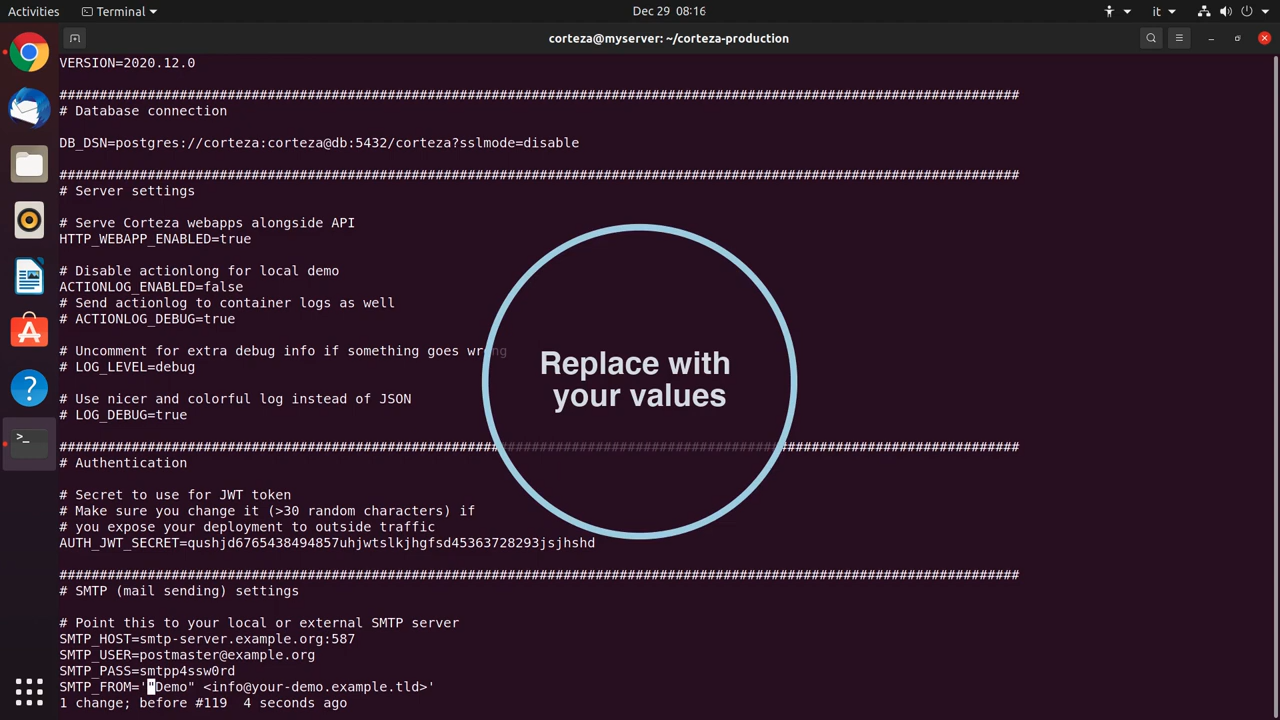 Activities
Terminal
Dec 29 08:16
it
corteza@myserver: ~/corteza-production
VERSION=2020.12.0
########################################################################################################################
# Database connection
DB_DSN=postgres://corteza:corteza@db:5432/corteza?sslmode=disable
########################################################################################################################
# Server settings
# Serve Corteza webapps alongside API
HTTP_WEBAPP_ENABLED=true
# Disable actionlong for local demo
ACTIONLOG_ENABLED=false
# Send actionlog to container logs as well
# ACTIONLOG_DEBUG=true
# Uncomment for extra debug info if something goes wrong
# LOG_LEVEL=debug
# Use nicer and colorful log instead of JSON
# LOG_DEBUG=true
Replace with
your values
########################################################################################################################
# Authentication
# Secret to use for JWT token
# Make sure you change it (>30 random characters) if
# you expose your deployment to outside traffic
AUTH_JWT_SECRET=qushjd6765438494857uhjwtslkjhgfsd45363728293jsjhshd
########################################################################################################################
# SMTP (mail sending) settings
# Point this to your local or external SMTP server
SMTP_HOST=smtp-server.example.org:587
SMTP_USER=postmaster@example.org
SMTP_PASS=smtpp4ssw0rd
SMTP_FROM='"Demo" <info@your-demo.example.tld>'
1 change; before #119 4 seconds ago